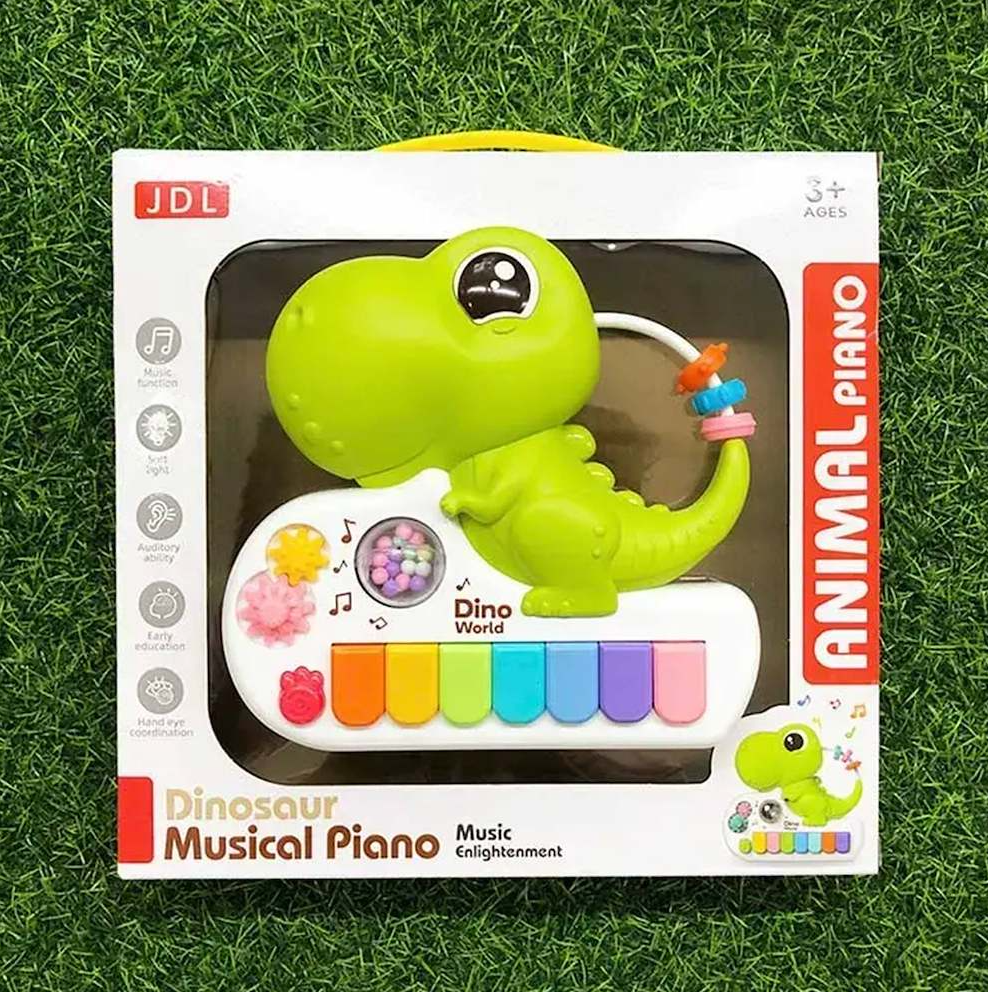 JDL
3+
AGES
ANIMAL PIANO
Music
function
Soft
light
Auditory
ability
Early
education
Hand eye
coordination
Dino
World
Dinosaur
Musical Piano
Music
Enlightenment
Dino